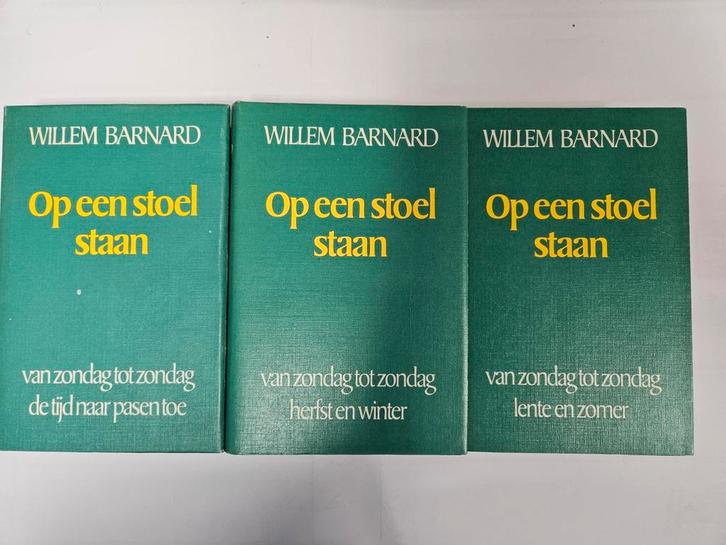 WILLEM BARNARD
Op een stoel
staan
van zondag tot zondag
de tijd naar pasen toe
WILLEM BARNARD
Op een stoel
staan
van zondag tot zondag
herfst en winter
WILLEM BARNARD
Op een stoel
staan
van zondag tot zondag
lente en zomer